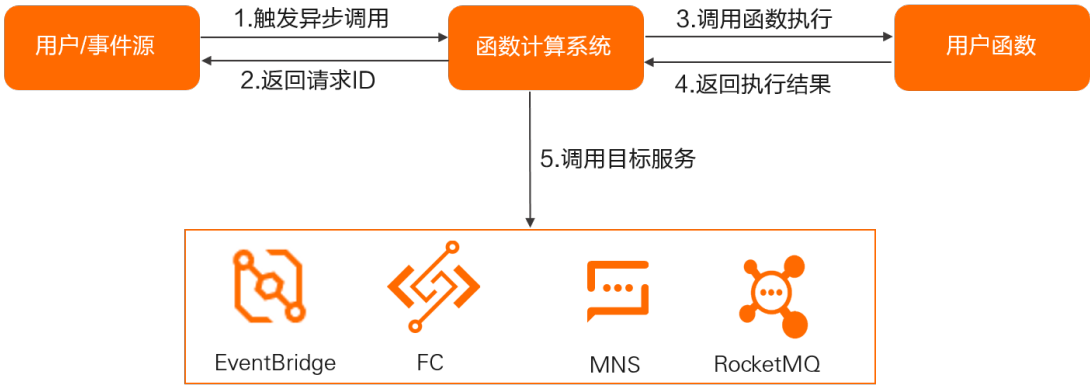 用户/事件源
1.触发异步调用
2.返回请求ID
函数计算系统
3.调用函数执行
4.返回执行结果
用户函数
5.调用目标服务
EventBridge
FC
MNS
RocketMQ